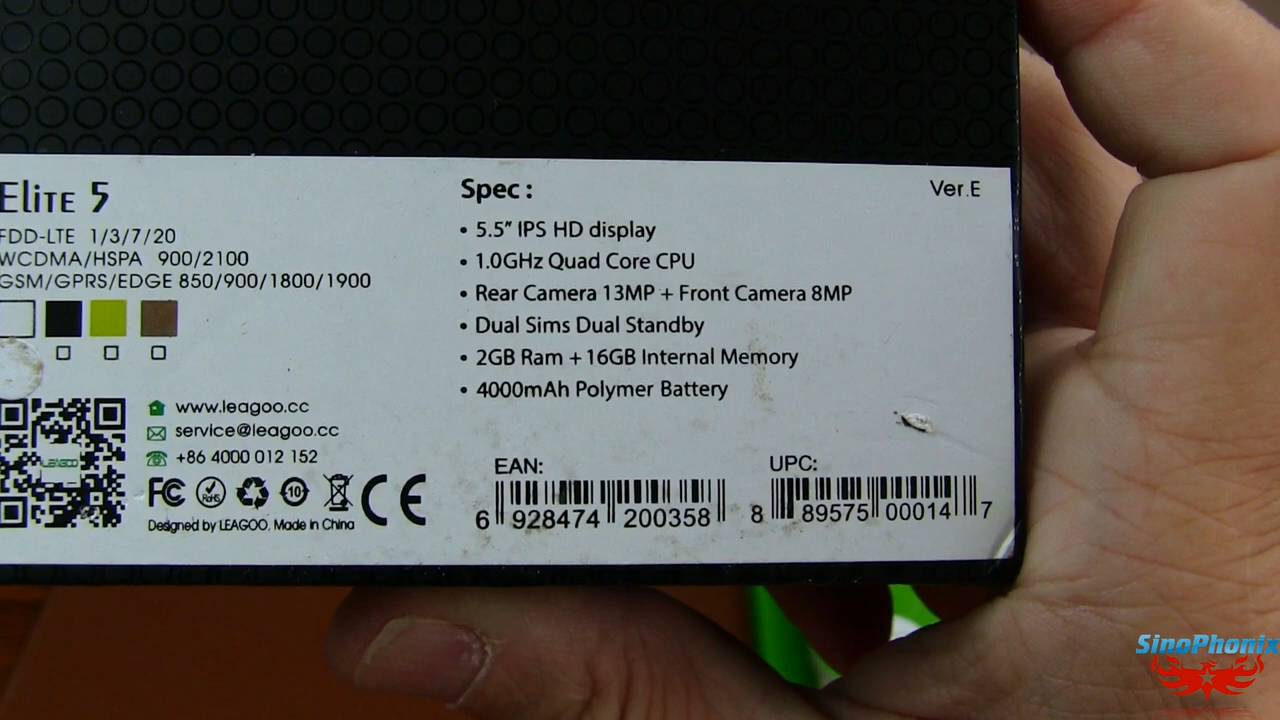 Elite 5
FDD-LTE 1/3/7/20
WCDMA/HSPA 900/2100
GSM/GPRS/EDGE 850/900/1800/1900
www.leagoo.cc
service@leagoo.cc
+86 4000 012 152
LEAGOO
FC RoHS 10 CE
Designed by LEAGOO, Made in China
Spec :
Ver.E
• 5.5” IPS HD display
• 1.0GHz Quad Core CPU
• Rear Camera 13MP + Front Camera 8MP
• Dual Sims Dual Standby
• 2GB Ram + 16GB Internal Memory
• 4000mAh Polymer Battery
EAN:
6 928474 200358
UPC:
8 89575 00014 7
SinoPhonix